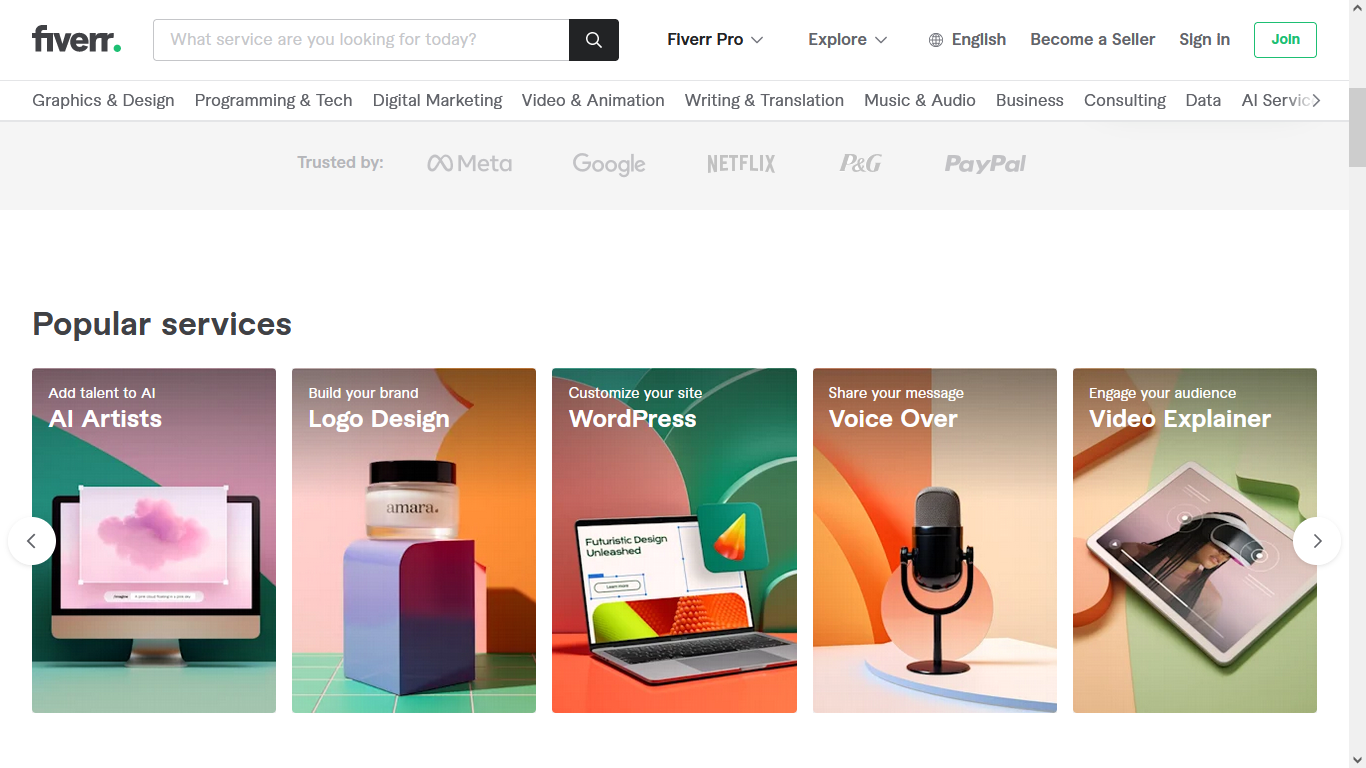 fiverr.
What service are you looking for today?
Fiverr Pro
Explore
English
Become a Seller
Sign In
Join
Graphics & Design
Programming & Tech
Digital Marketing
Video & Animation
Writing & Translation
Music & Audio
Business
Consulting
Data
AI Servic
Trusted by:
Meta
Google
NETFLIX
P&G
PayPal
Popular services
Add talent to AI
AI Artists
Build your brand
Logo Design
amara.
Customize your site
WordPress
Futuristic Design
Unleashed
Learn more
Share your message
Voice Over
Engage your audience
Video Explainer